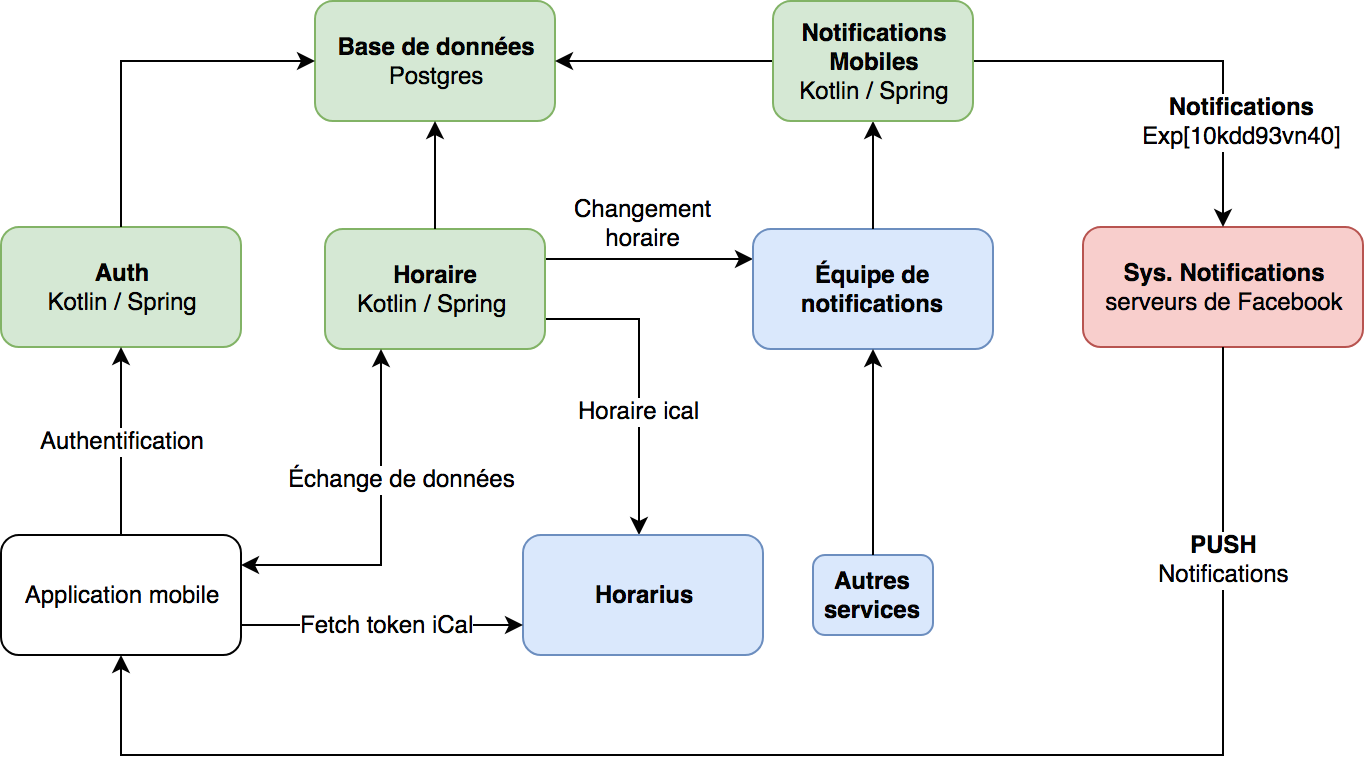 Base de données
Postgres
Notifications
Mobiles
Kotlin / Spring
Notifications
Exp[10kdd93vn40]
Changement
horaire
Auth
Kotlin / Spring
Horaire
Kotlin / Spring
Équipe de
notifications
Sys. Notifications
serveurs de Facebook
Authentification
Horaire ical
Échange de données
PUSH
Notifications
Application mobile
Fetch token iCal
Horarius
Autres
services